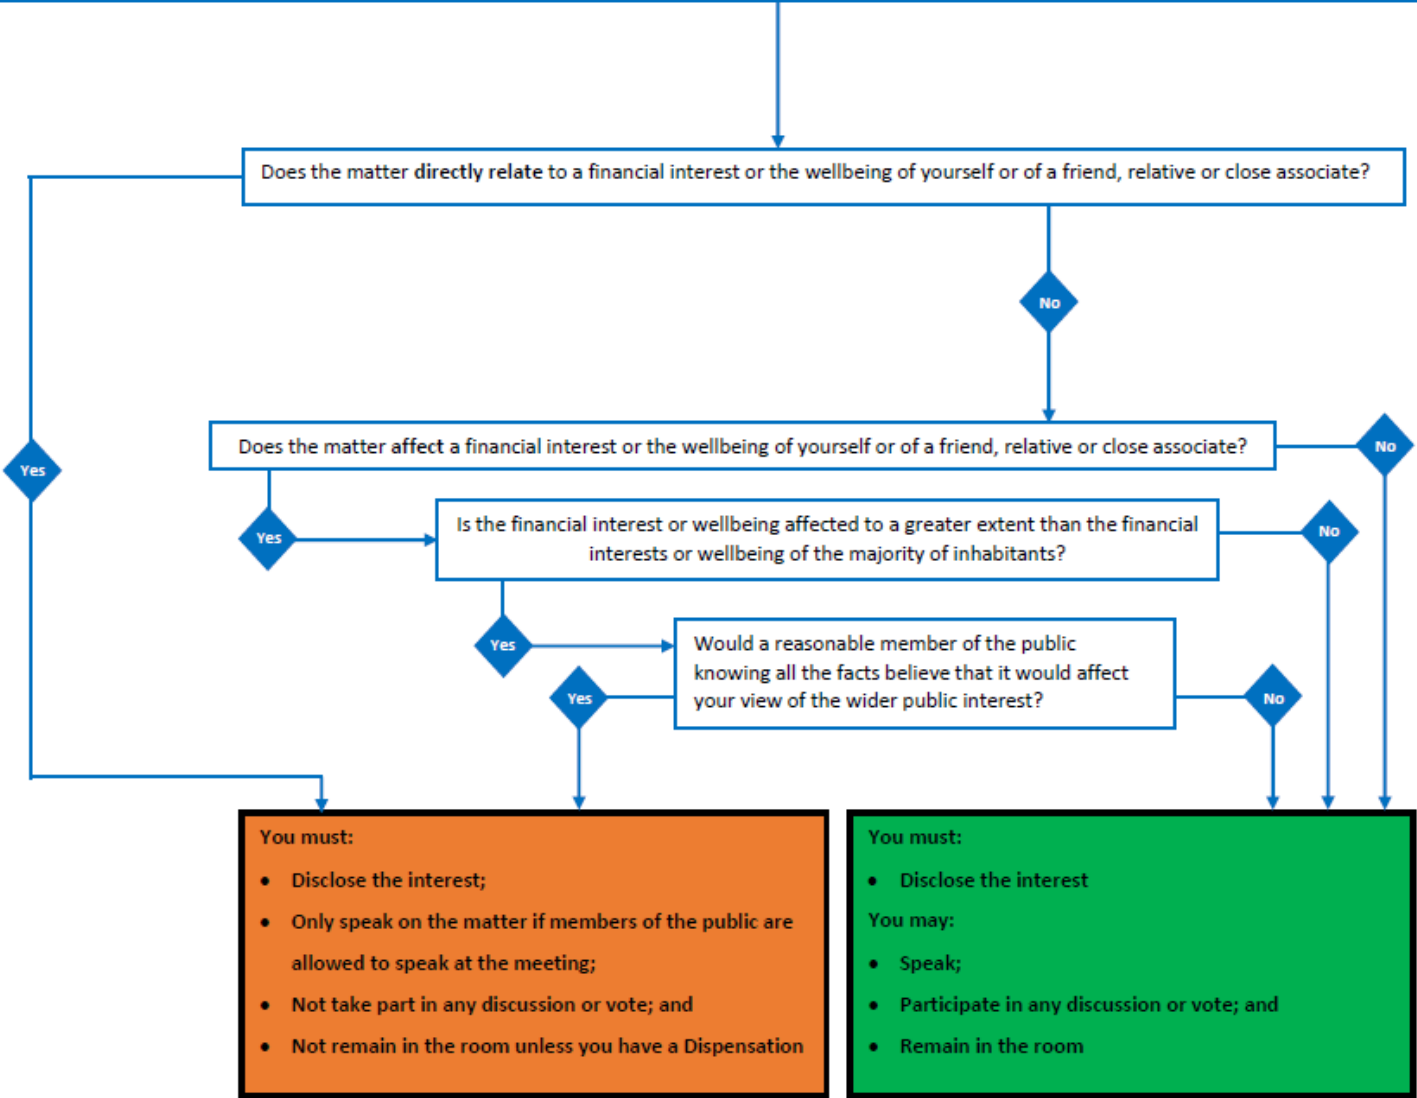 Does the matter directly relate to a financial interest or the wellbeing of yourself or of a friend, relative or close associate?
No
Does the matter affect a financial interest or the wellbeing of yourself or of a friend, relative or close associate?
No
Yes
Yes
Is the financial interest or wellbeing affected to a greater extent than the financial
interests or wellbeing of the majority of inhabitants?
No
Yes
Would a reasonable member of the public
knowing all the facts believe that it would affect
your view of the wider public interest?
Yes
No
You must:
• Disclose the interest;
• Only speak on the matter if members of the public are
allowed to speak at the meeting;
• Not take part in any discussion or vote; and
• Not remain in the room unless you have a Dispensation
You must:
• Disclose the interest
You may:
• Speak;
• Participate in any discussion or vote; and
• Remain in the room